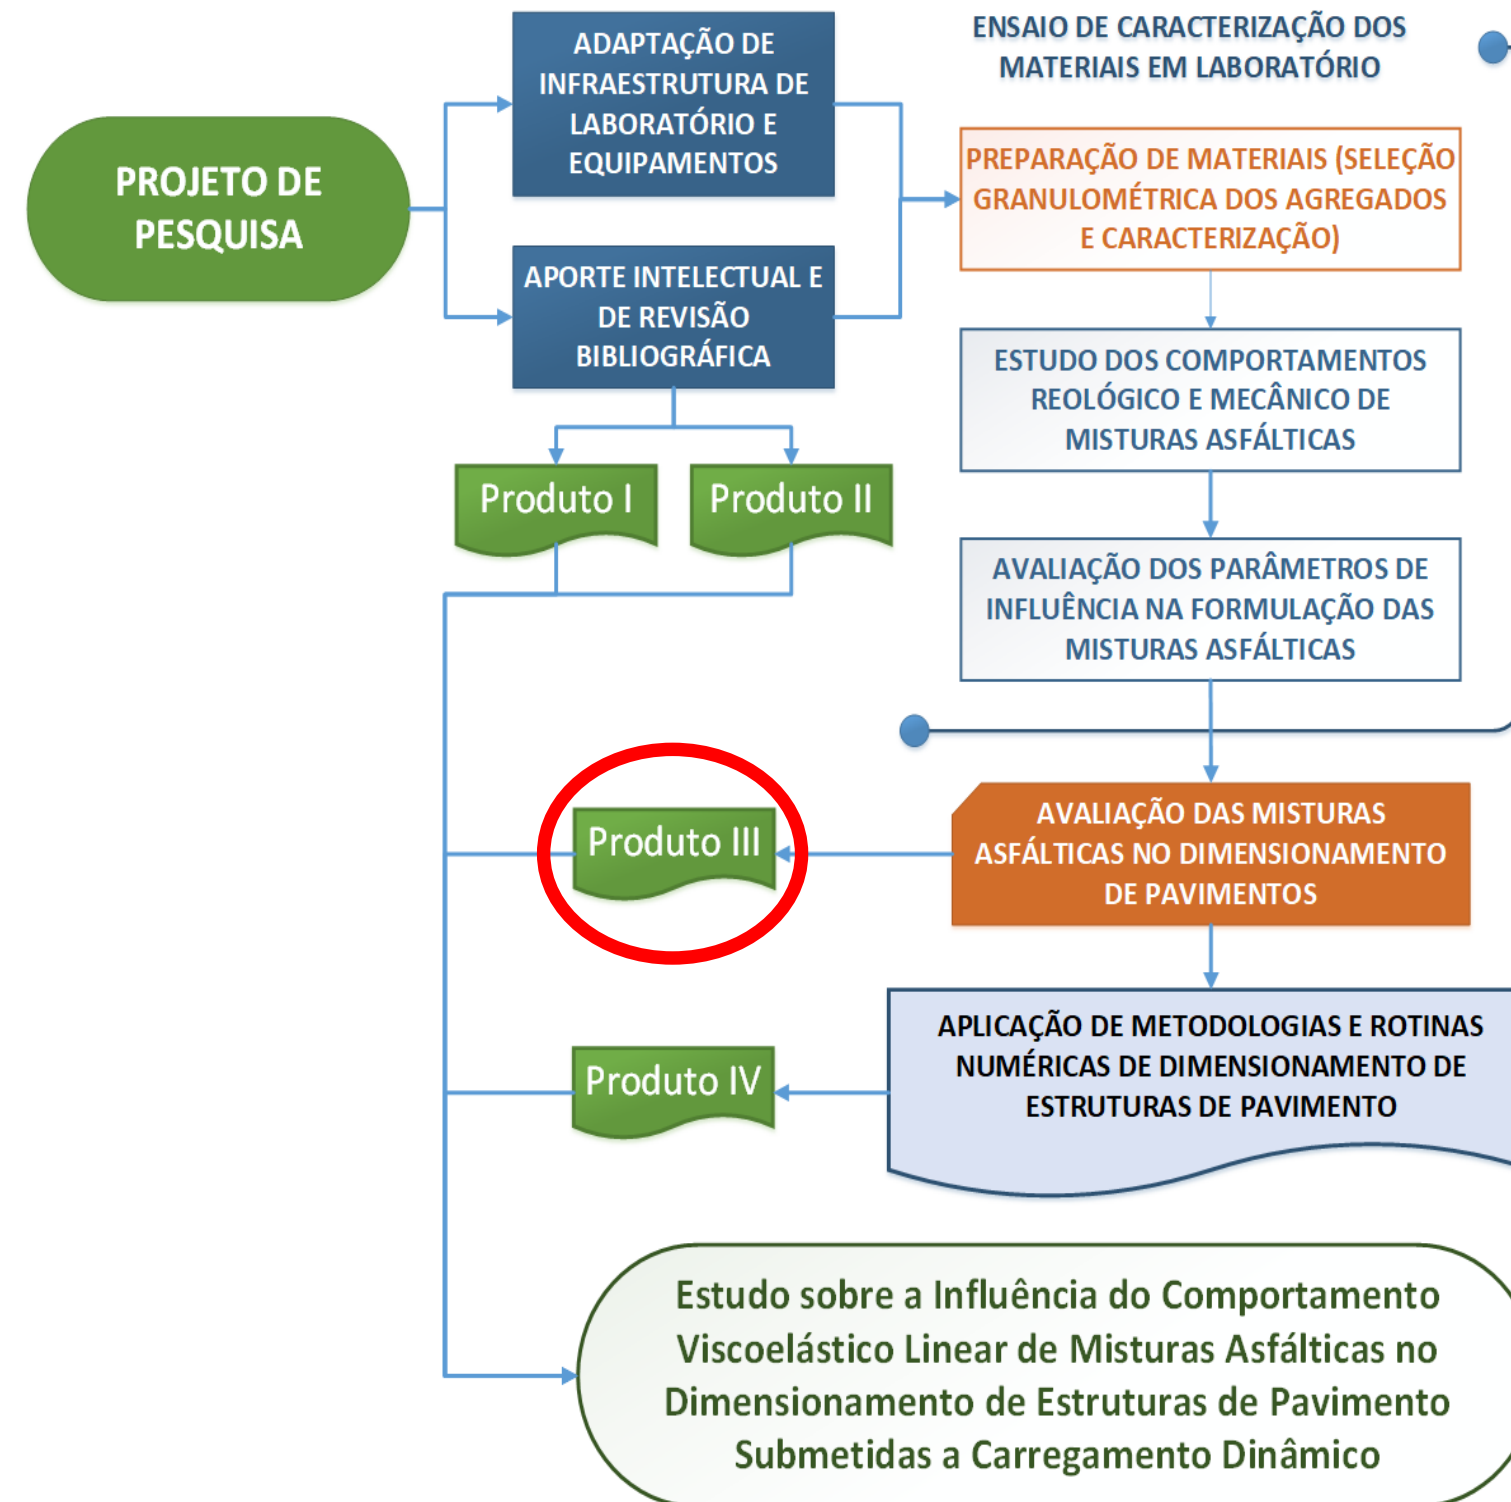 PROJETO DE
PESQUISA
ADAPTAÇÃO DE
INFRAESTRUTURA DE
LABORATÓRIO E
EQUIPAMENTOS
APORTE INTELECTUAL E
DE REVISÃO
BIBLIOGRÁFICA
Produto I
Produto II
ENSAIO DE CARACTERIZAÇÃO DOS
MATERIAIS EM LABORATÓRIO
PREPARAÇÃO DE MATERIAIS (SELEÇÃO
GRANULOMÉTRICA DOS AGREGADOS
E CARACTERIZAÇÃO)
ESTUDO DOS COMPORTAMENTOS
REOLÓGICO E MECÂNICO DE
MISTURAS ASFÁLTICAS
AVALIAÇÃO DOS PARÂMETROS DE
INFLUÊNCIA NA FORMULAÇÃO DAS
MISTURAS ASFÁLTICAS
AVALIAÇÃO DAS MISTURAS
ASFÁLTICAS NO DIMENSIONAMENTO
DE PAVIMENTOS
Produto III
APLICAÇÃO DE METODOLOGIAS E ROTINAS
NUMÉRICAS DE DIMENSIONAMENTO DE
ESTRUTURAS DE PAVIMENTO
Produto IV
Estudo sobre a Influência do Comportamento
Viscoelástico Linear de Misturas Asfálticas no
Dimensionamento de Estruturas de Pavimento
Submetidas a Carregamento Dinâmico